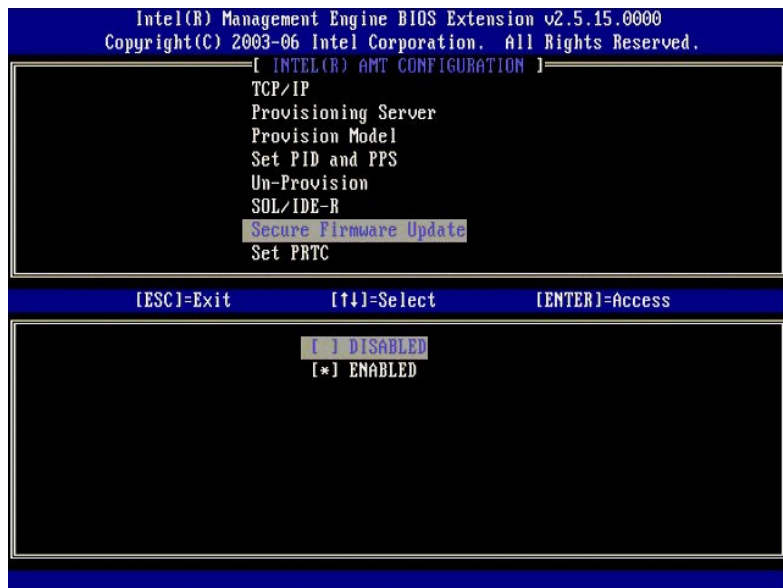 Intel(R) Management Engine BIOS Extension v2.5.15.0000
Copyright(C) 2003-06 Intel Corporation. All Rights Reserved.
[ INTEL(R) AMT CONFIGURATION ]
TCP/IP
Provisioning Server
Provision Model
Set PID and PPS
Un-Provision
SOL/IDE-R
Secure Firmware Update
Set PRTC
[ESC]=Exit [↑↓]=Select [ENTER]=Access
[ ] DISABLED
[*] ENABLED